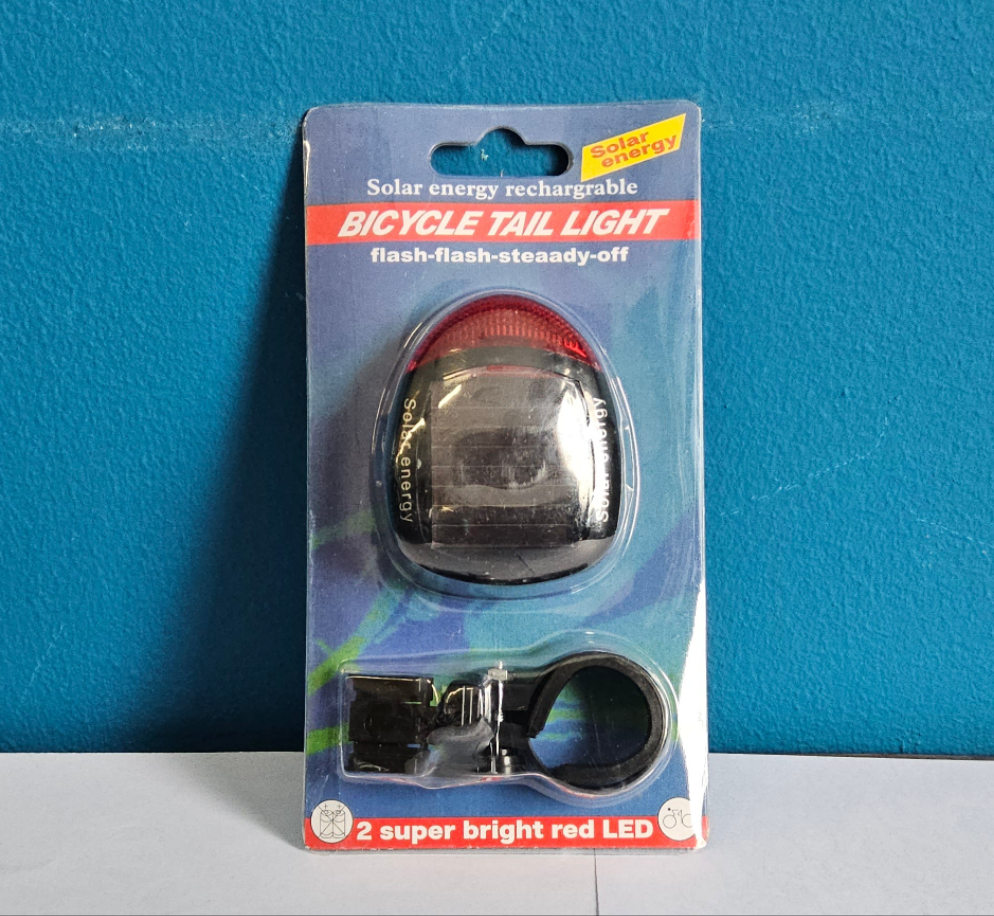 Solar
energy
Solar energy rechargrable
BICYCLE TAIL LIGHT
flash-flash-steaady-off
Solar energy
Solar energy
2 super bright red LED